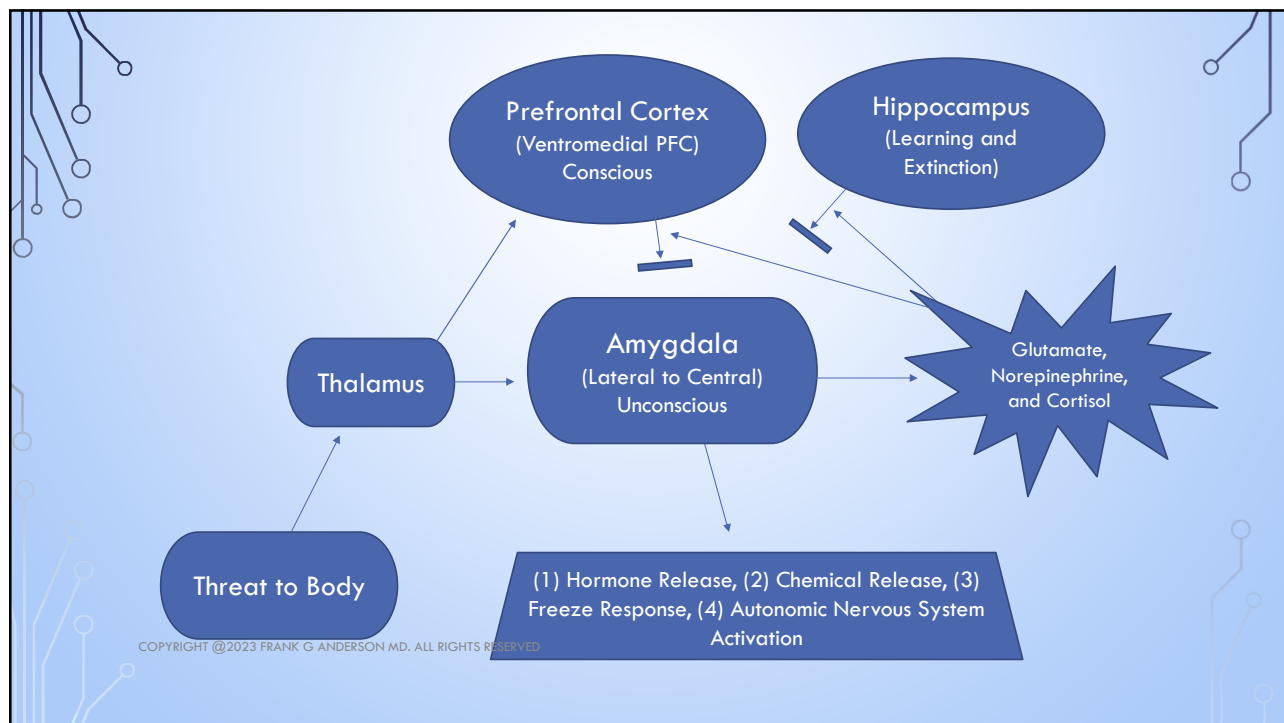 Prefrontal Cortex
(Ventromedial PFC)
Conscious
Hippocampus
(Learning and
Extinction)
Thalamus
Amygdala
(Lateral to Central)
Unconscious
Glutamate,
Norepinephrine,
and Cortisol
Threat to Body
(1) Hormone Release, (2) Chemical Release, (3)
Freeze Response, (4) Autonomic Nervous System
Activation
COPYRIGHT @2023 FRANK G ANDERSON MD. ALL RIGHTS RESERVED